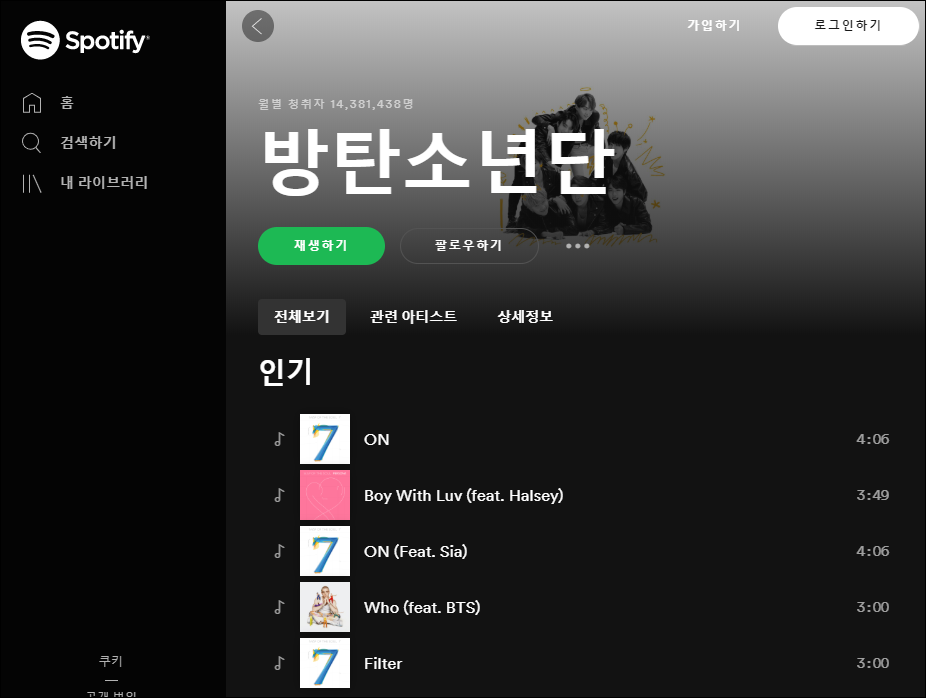 Spotify®
홈
검색하기
내 라이브러리
가입하기
로그인하기
월별 청취자 14,381,438명
방탄소년단
재생하기
팔로우하기
전체보기
관련 아티스트
상세정보
인기
7
ON
4:06
Boy With Luv (feat. Halsey)
3:49
7
ON (Feat. Sia)
4:06
Who (feat. BTS)
3:00
7
Filter
3:00
쿠키